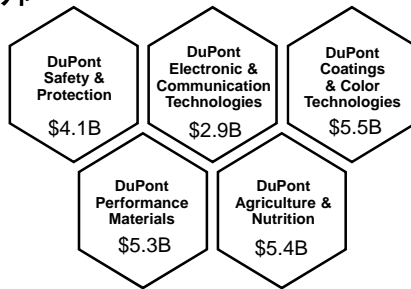 DuPont
Safety &
Protection
$4.1B
DuPont
Electronic &
Communication
Technologies
$2.9B
DuPont
Coatings
& Color
Technologies
$5.5B
DuPont
Performance
Materials
$5.3B
DuPont
Agriculture &
Nutrition
$5.4B